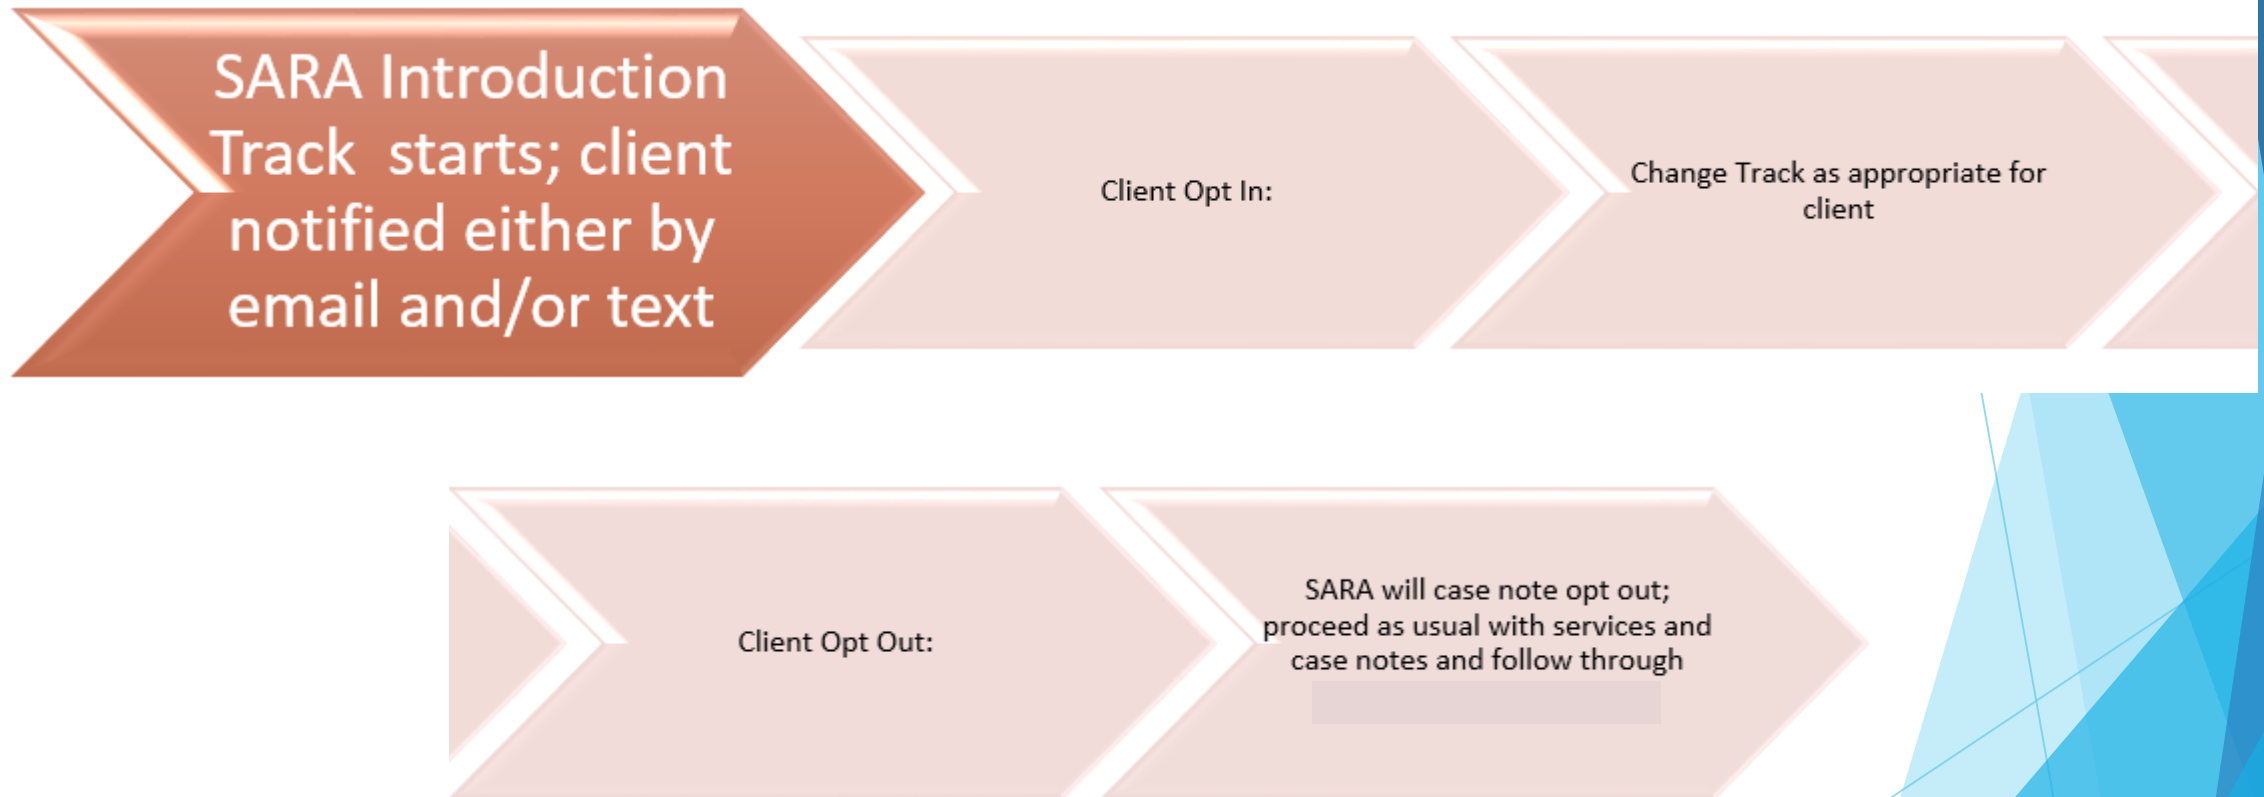 SARA Introduction
Track starts; client
notified either by
email and/or text
Client Opt In:
Change Track as appropriate for
client
Client Opt Out:
SARA will case note opt out;
proceed as usual with services and
case notes and follow through